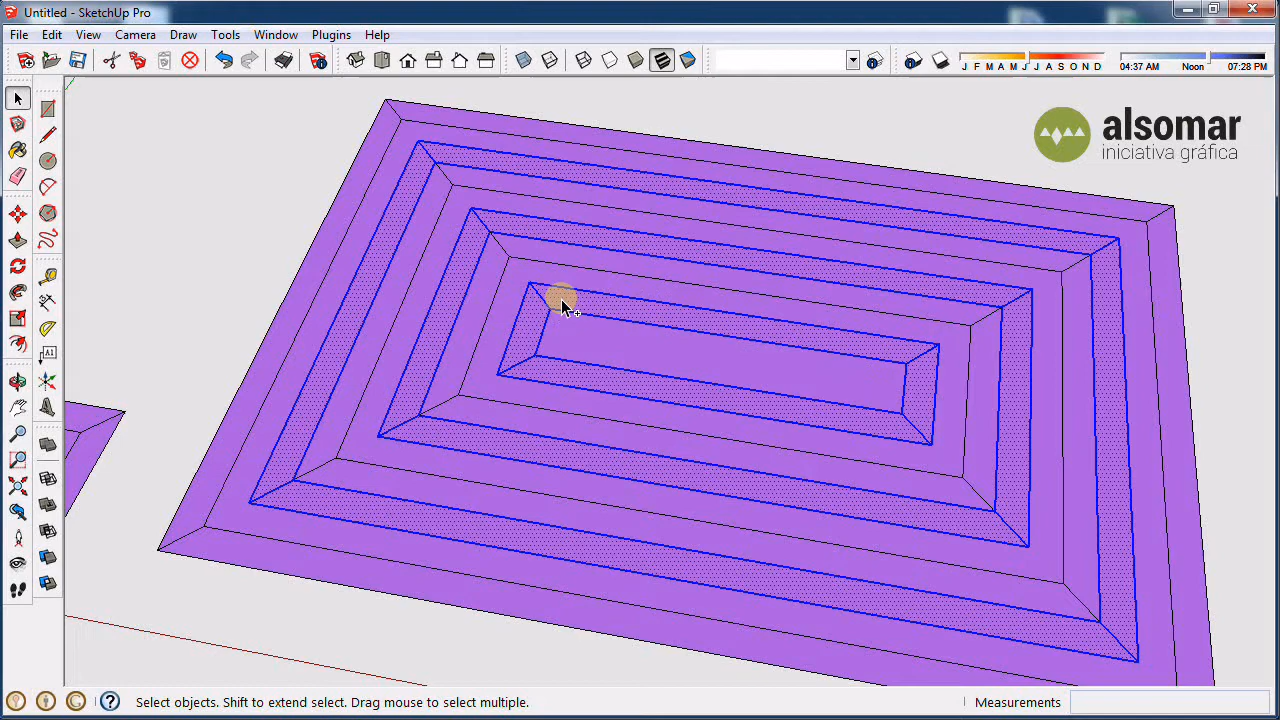 Untitled - SketchUp Pro
File Edit View Camera Draw Tools Window Plugins Help
J F M A M J J A S O N D
04:37 AM Noon 07:28 PM
alsomar
iniciativa gráfica
A1
Select objects. Shift to extend select. Drag mouse to select multiple.
Measurements